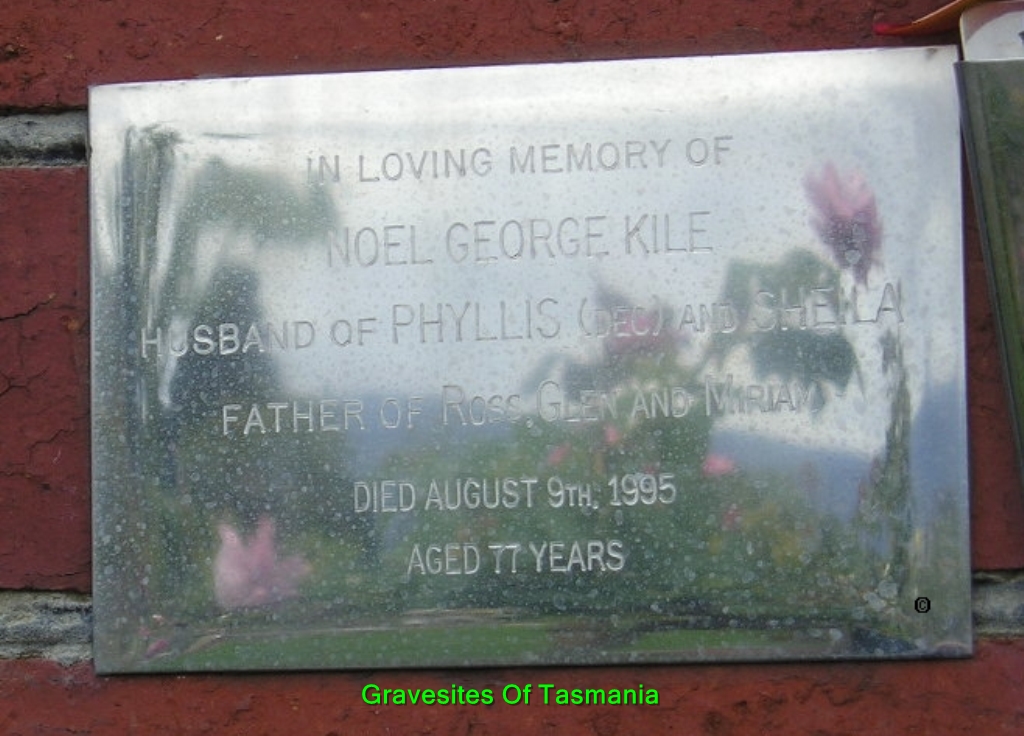 IN LOVING MEMORY OF
NOEL GEORGE KILE
HUSBAND OF PHYLLIS (DEC) AND SHEILA
FATHER OF ROSS, GLEN AND MIRIAM
DIED AUGUST 9TH, 1995
AGED 77 YEARS
©
Gravesites Of Tasmania